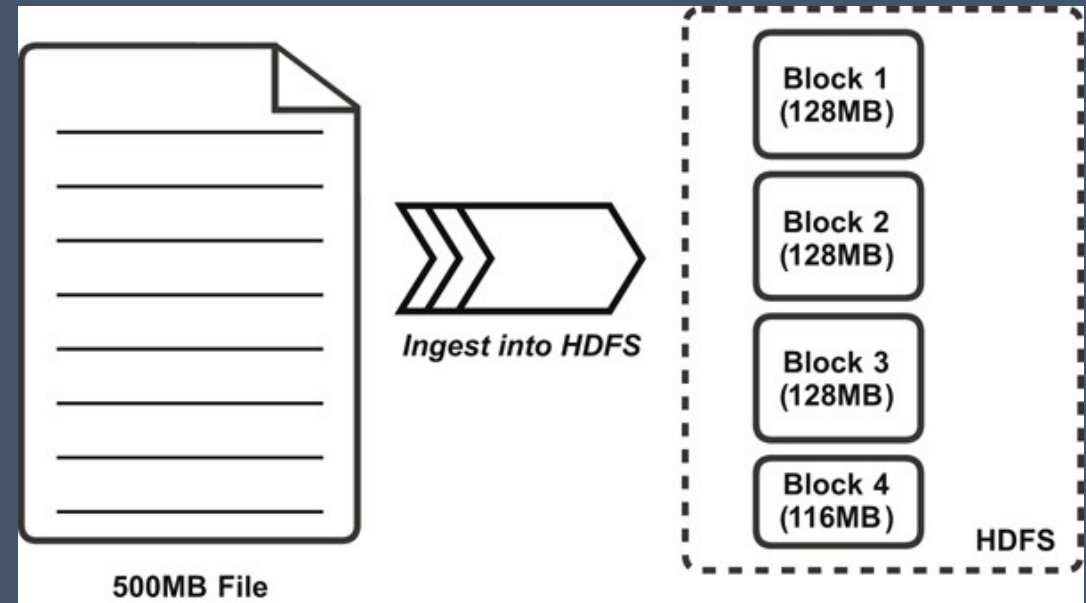 500MB File
Ingest into HDFS
Block 1
(128MB)
Block 2
(128MB)
Block 3
(128MB)
Block 4
(116MB)
HDFS